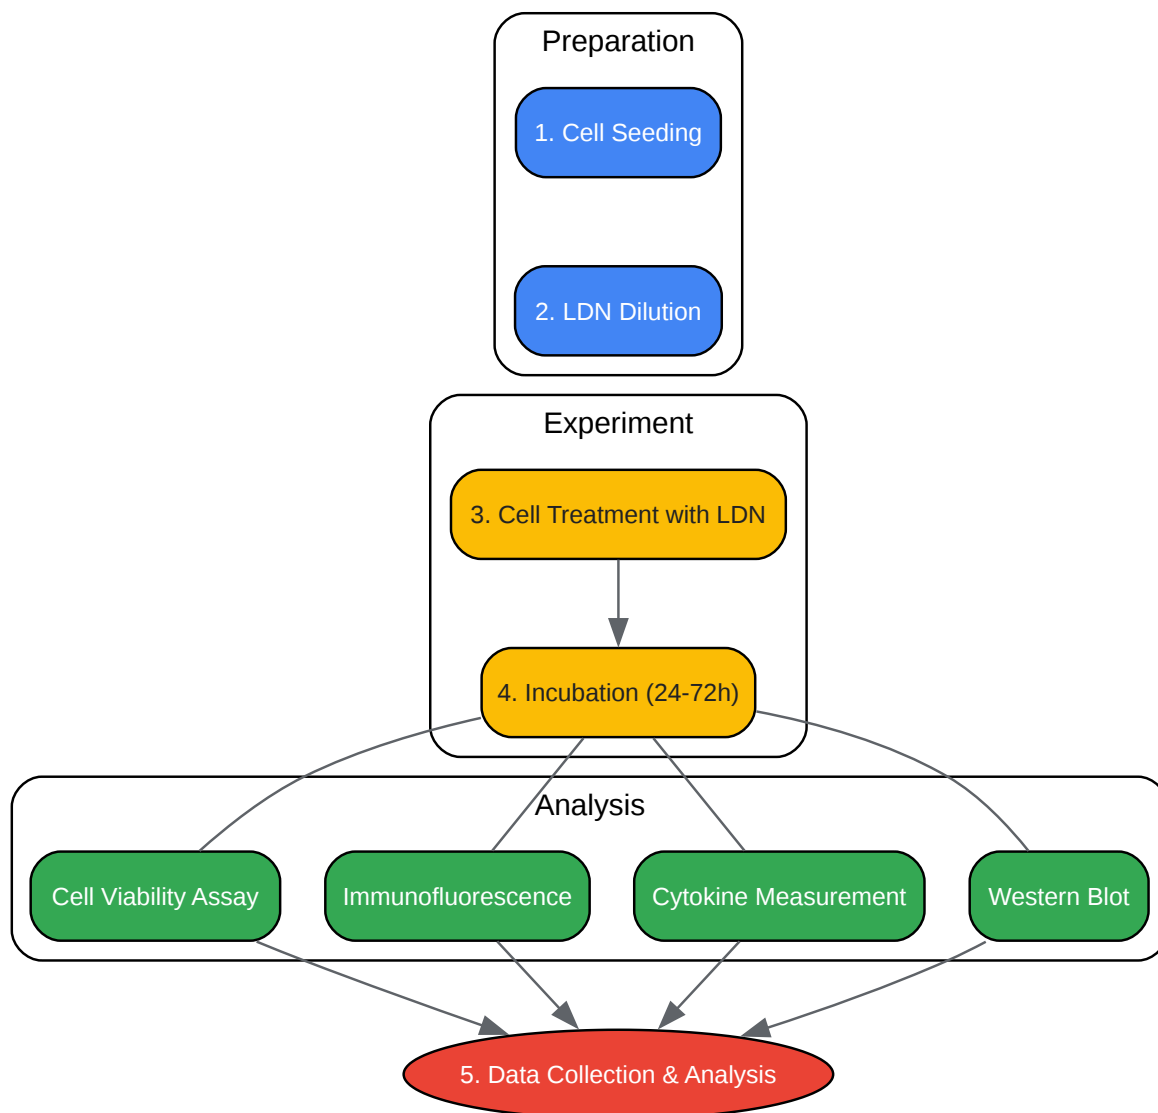 Preparation
1. Cell Seeding
2. LDN Dilution
Experiment
3. Cell Treatment with LDN
4. Incubation (24-72h)
Analysis
Cell Viability Assay
Immunofluorescence
Cytokine Measurement
Western Blot
5. Data Collection & Analysis